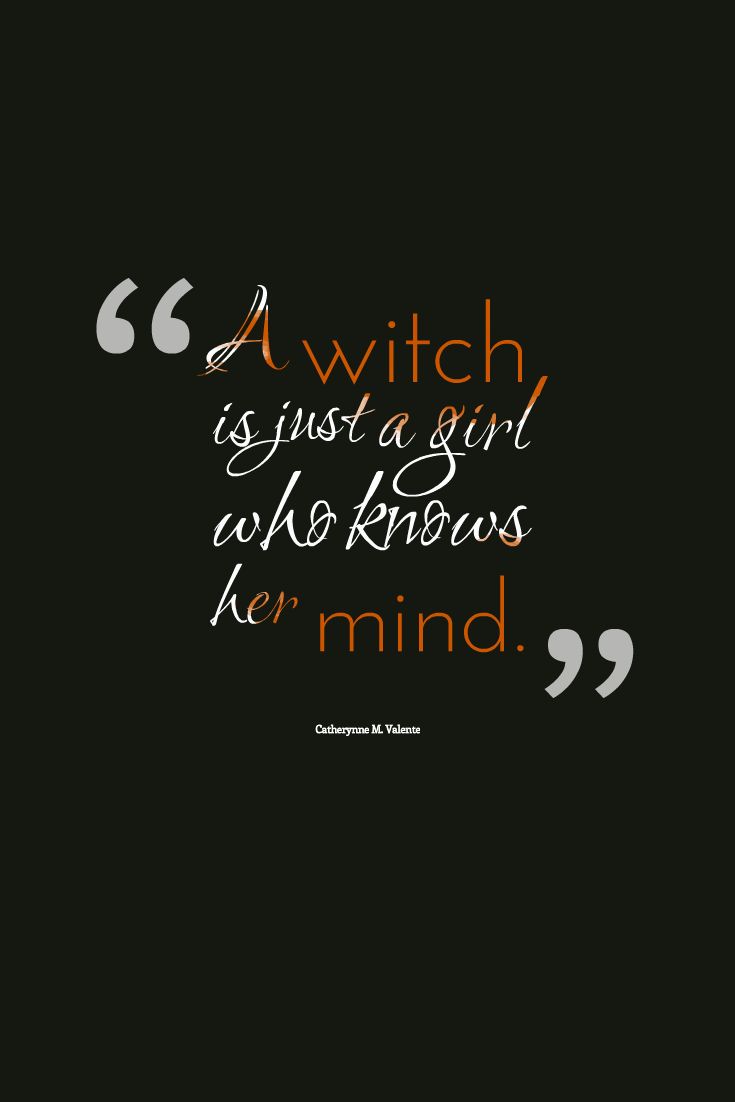 “A witch
is just a girl
who knows
her mind.”
Catherynne M. Valente